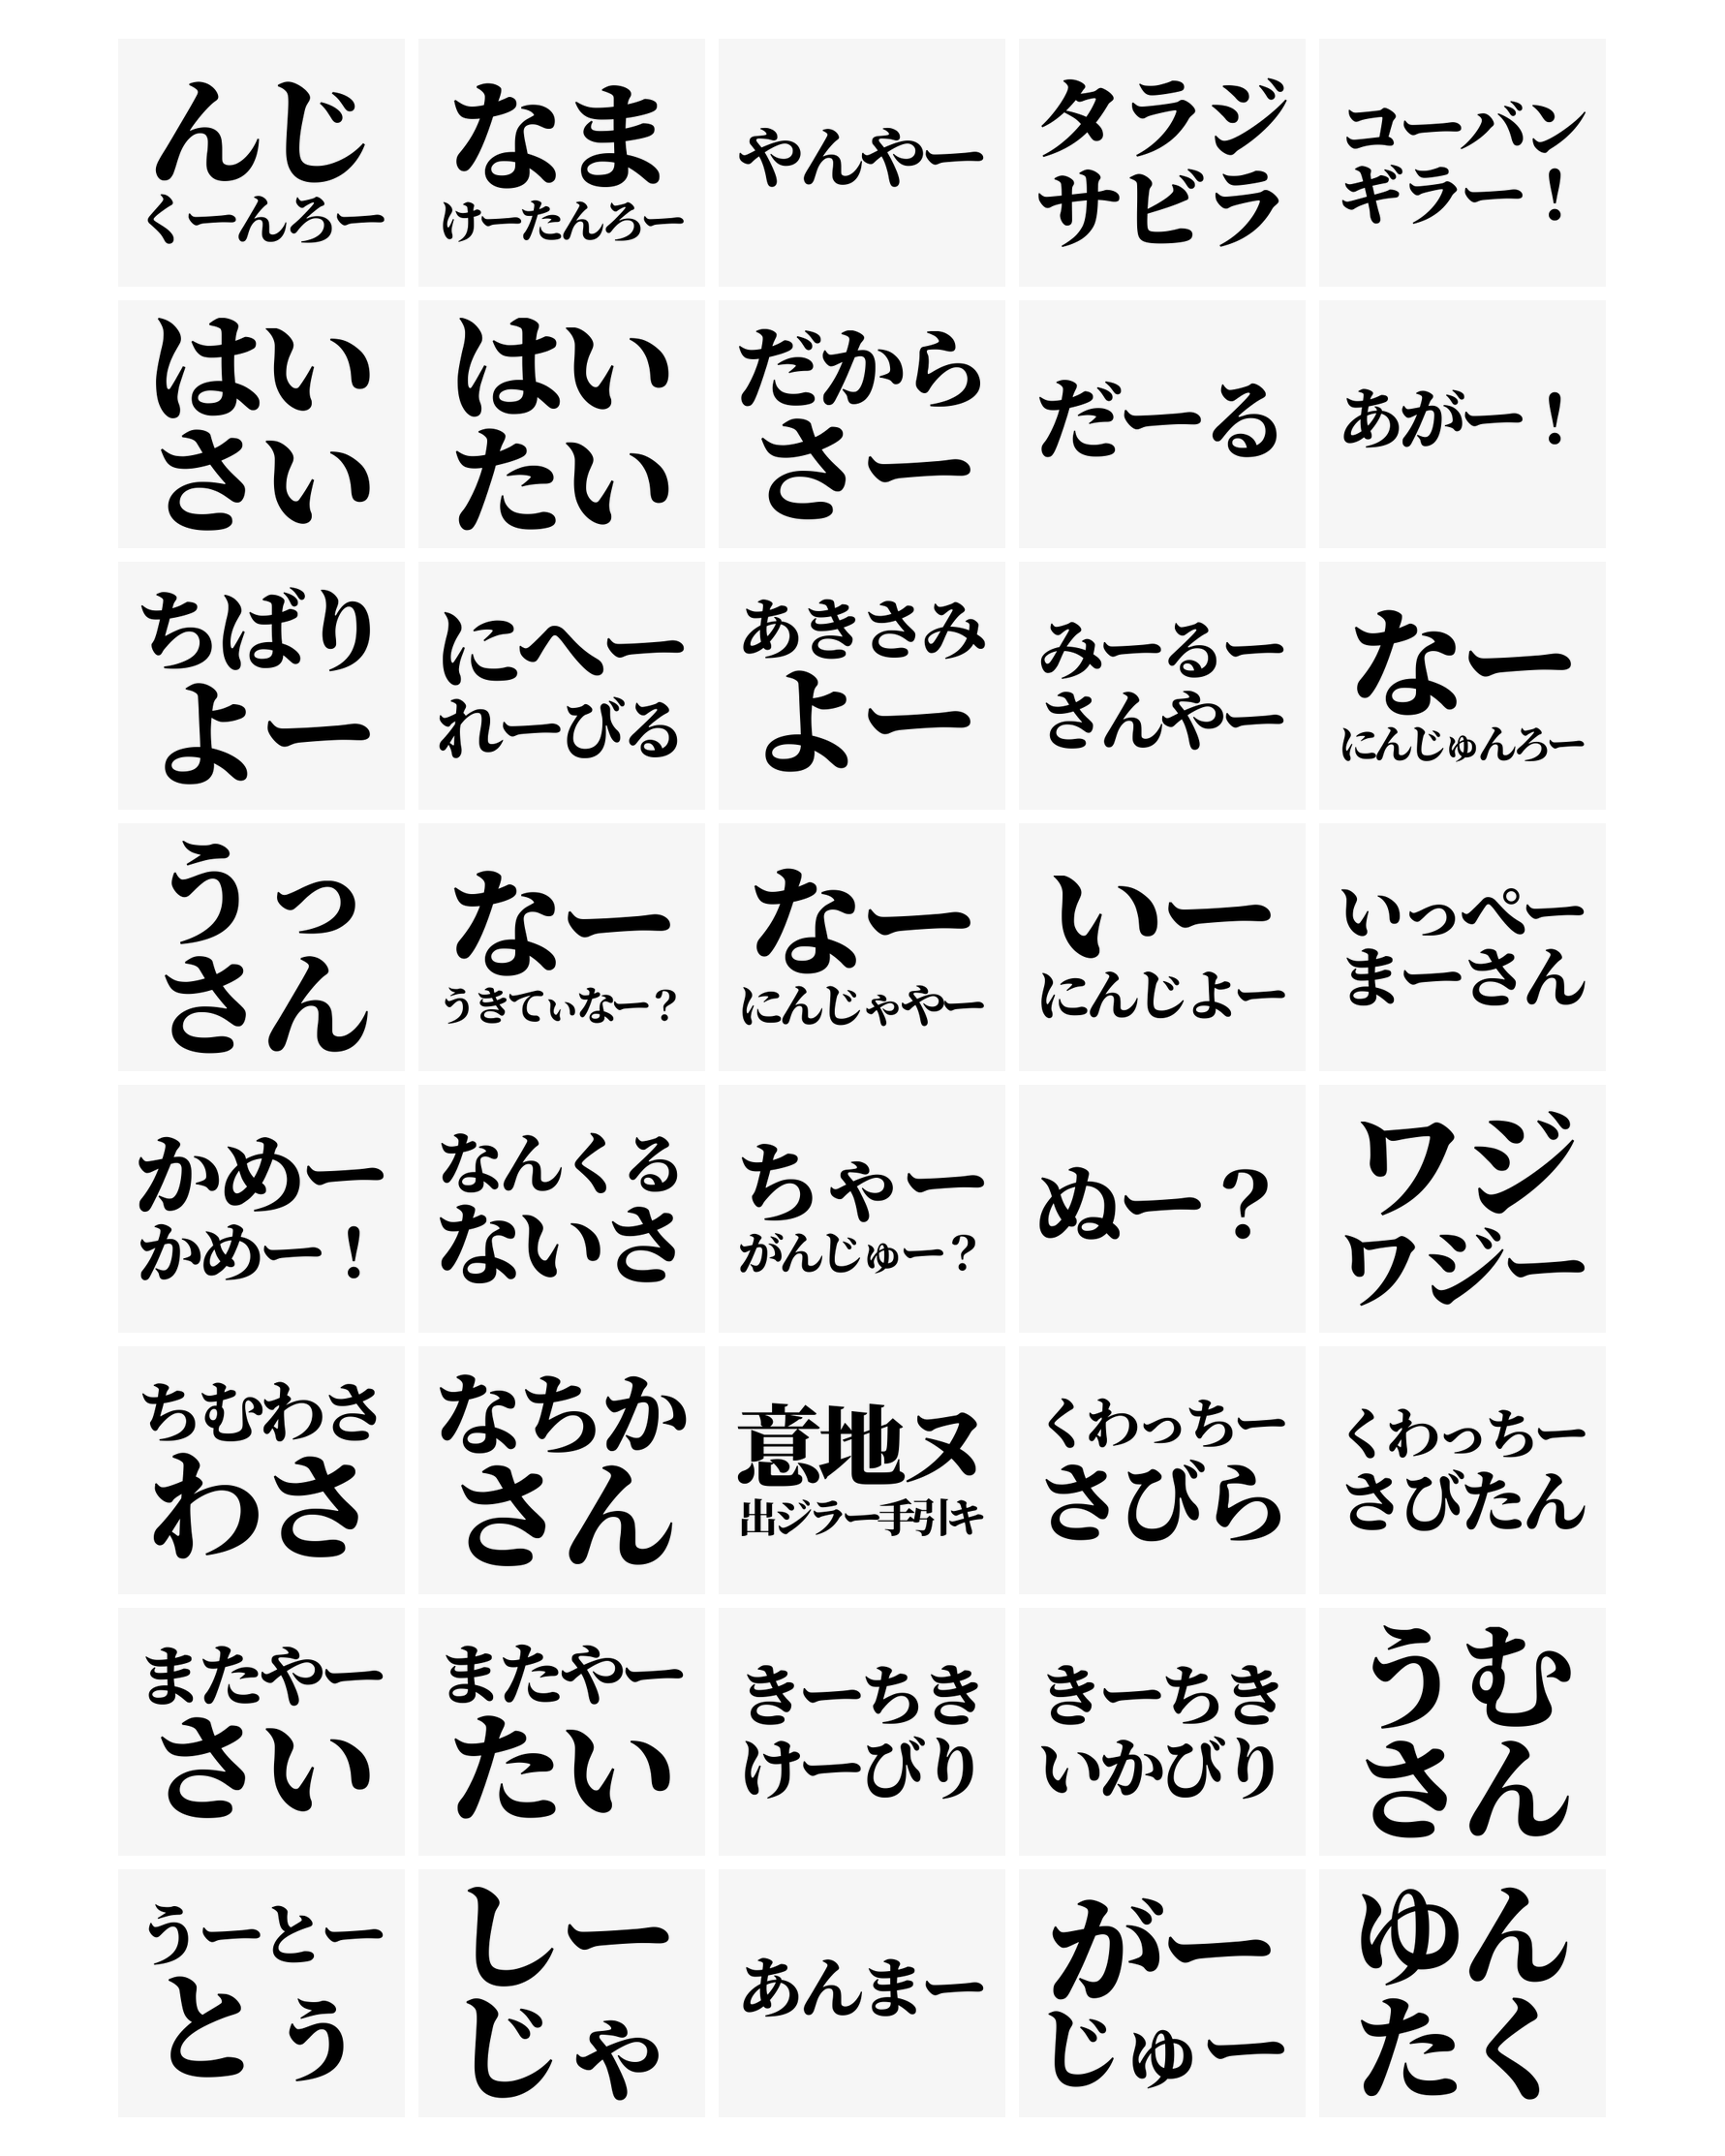 んじ
くーんろー
なま
けーたんろー
やんやー
タラジ
サビラ
コーバシ
ギラー！
はい
さい
はい
たい
だから
さー
だーる
あがー！
ちばり
よー
にへー
れーびる
あきさみ
よー
みーるー
さんやー
なー
にんじゅんろー
うっ
さん
なー
うきてぃなー？
なー
にんじゃやー
いー
にんじよー
いっぺー
まーさん
かめー
かめー！
なんくる
ないさ
ちゃー
がんじゅー？
ぬー？
ワジ
ワジー
ちむわさ
わさ
なちか
さん
意地ヌ
出ジラー手引キ
くわっちー
さびら
くわっちー
さびたん
またやー
さい
またやー
たい
きーちき
けーびり
きーちき
いかびり
うむ
さん
うーとー
とぅ
しー
じゃ
あんまー
がー
じゅー
ゆん
たく